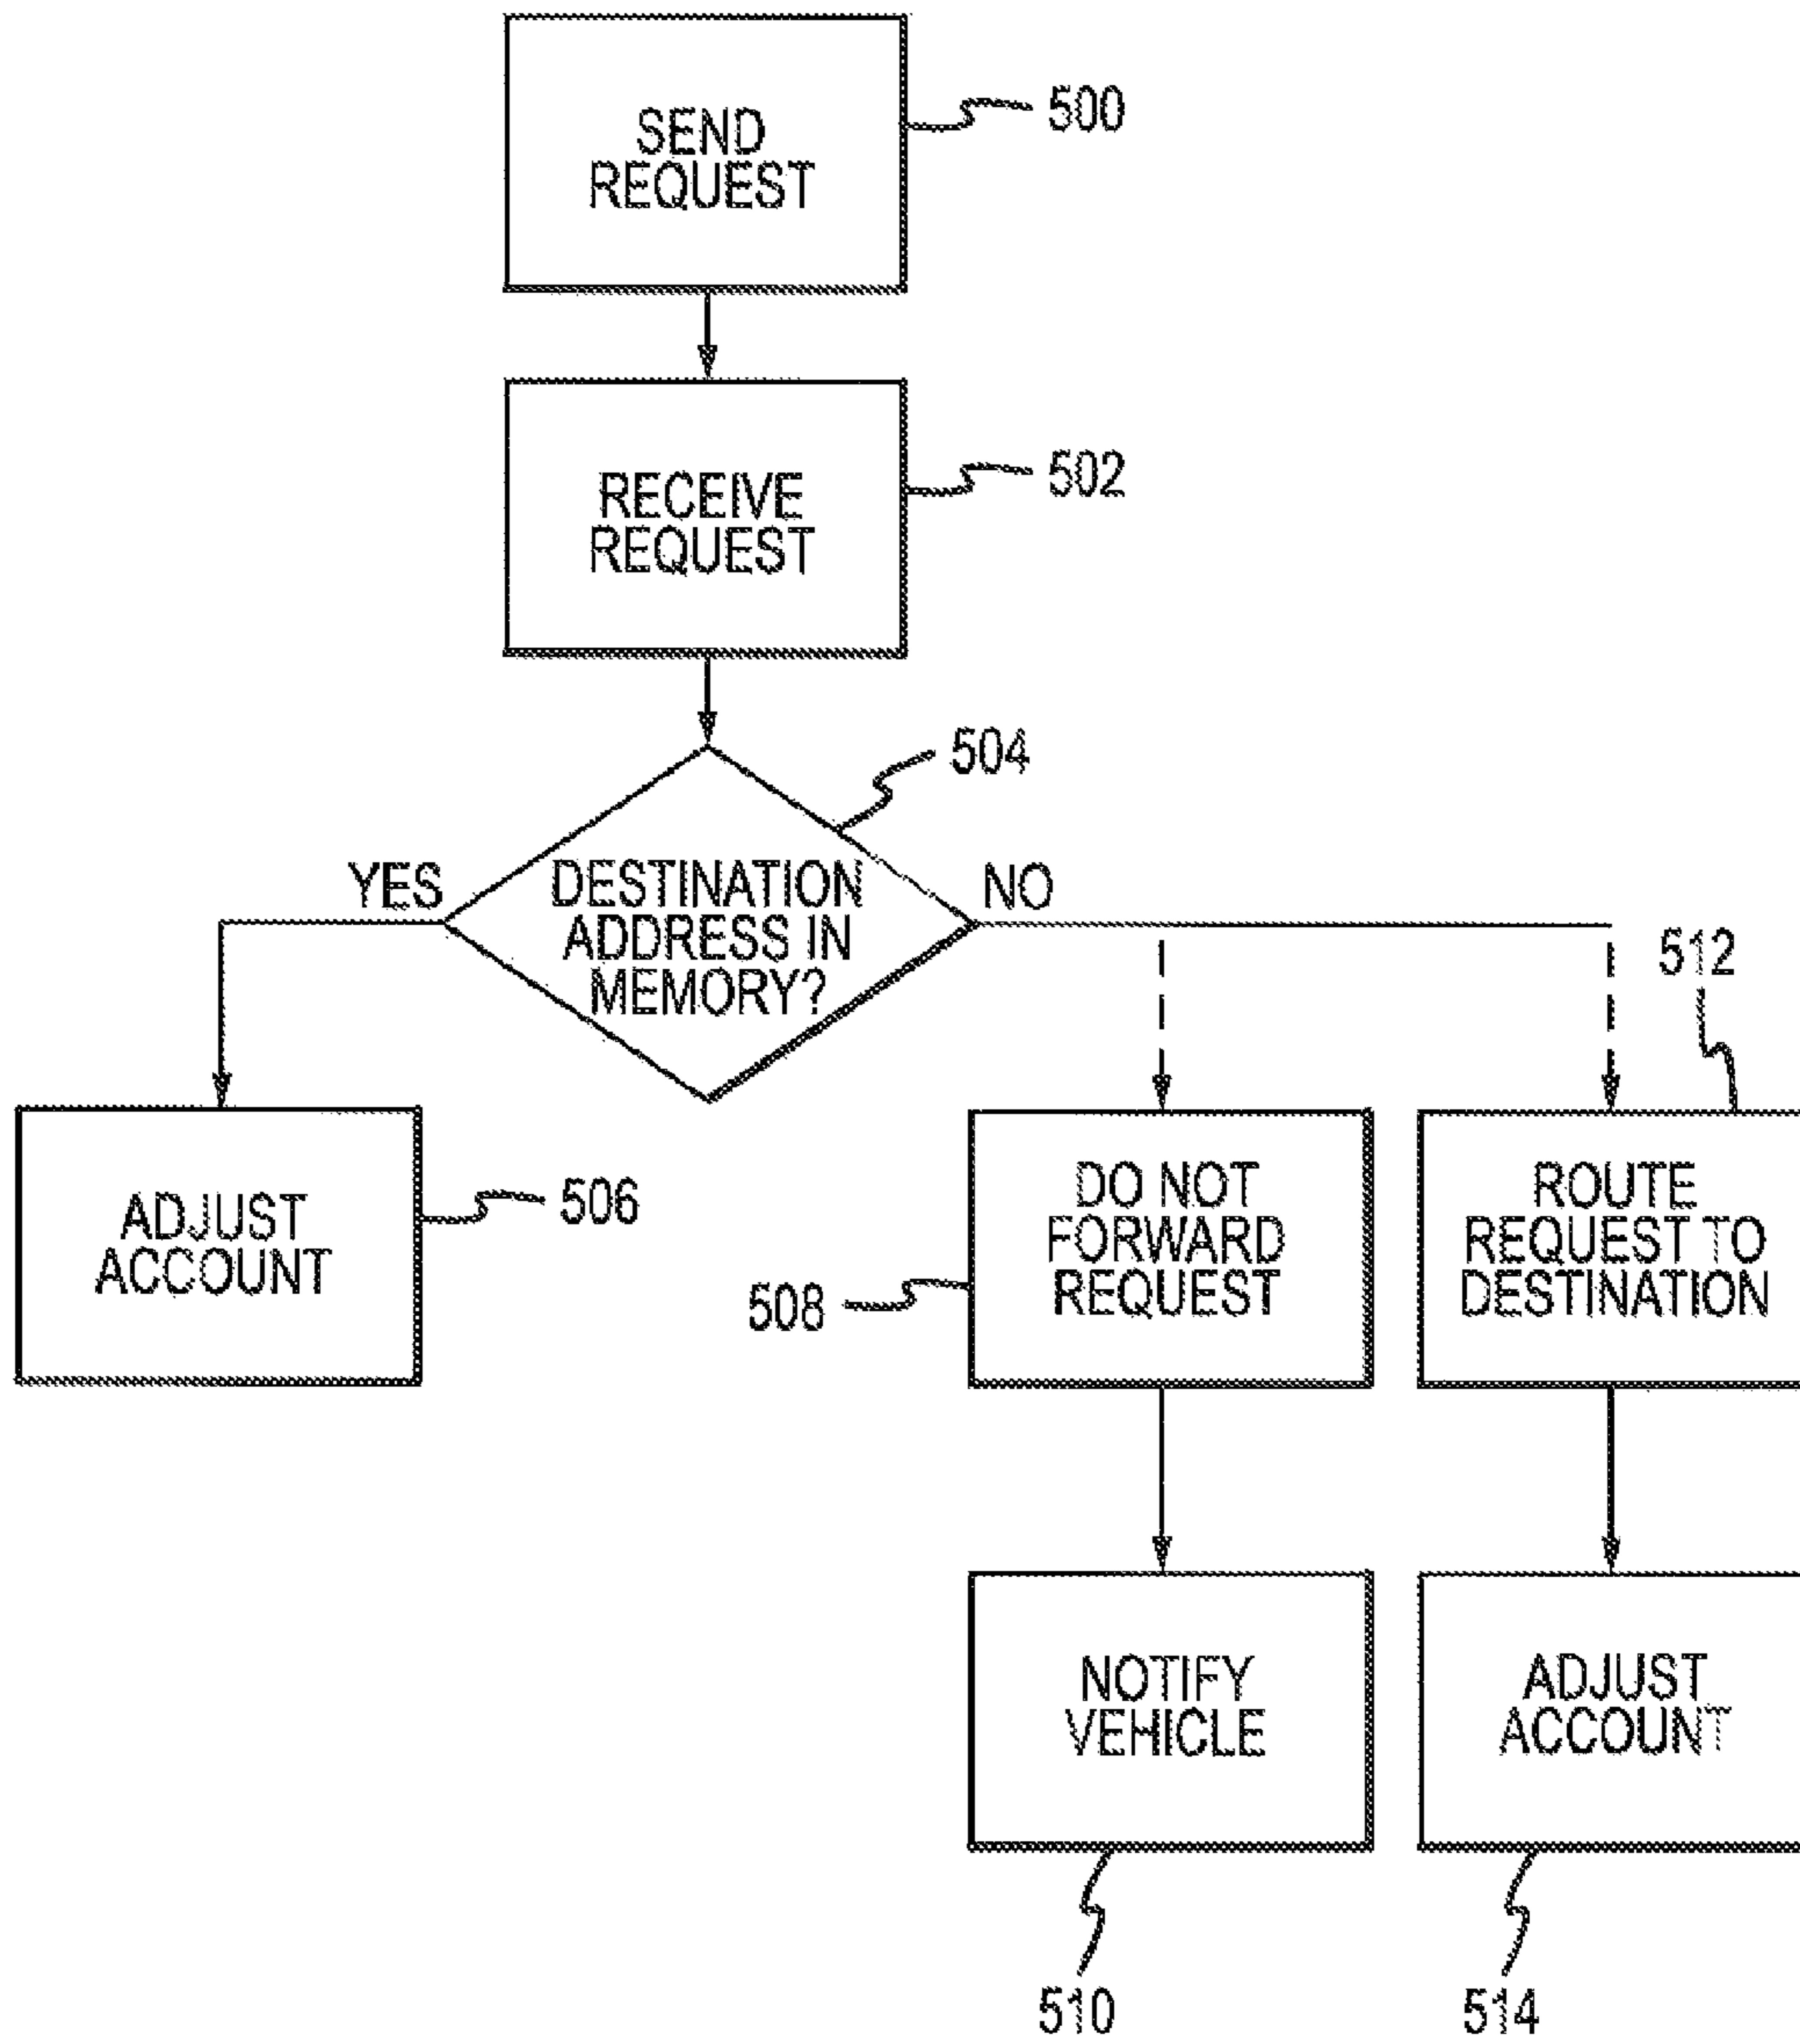 SEND
REQUEST
500
RECEIVE
REQUEST
502
504
YES
DESTINATION
ADDRESS IN
MEMORY?
NO
512
ADJUST
ACCOUNT
506
DO NOT
FORWARD
REQUEST
508
ROUTE
REQUEST TO
DESTINATION
NOTIFY
VEHICLE
ADJUST
ACCOUNT
510
514